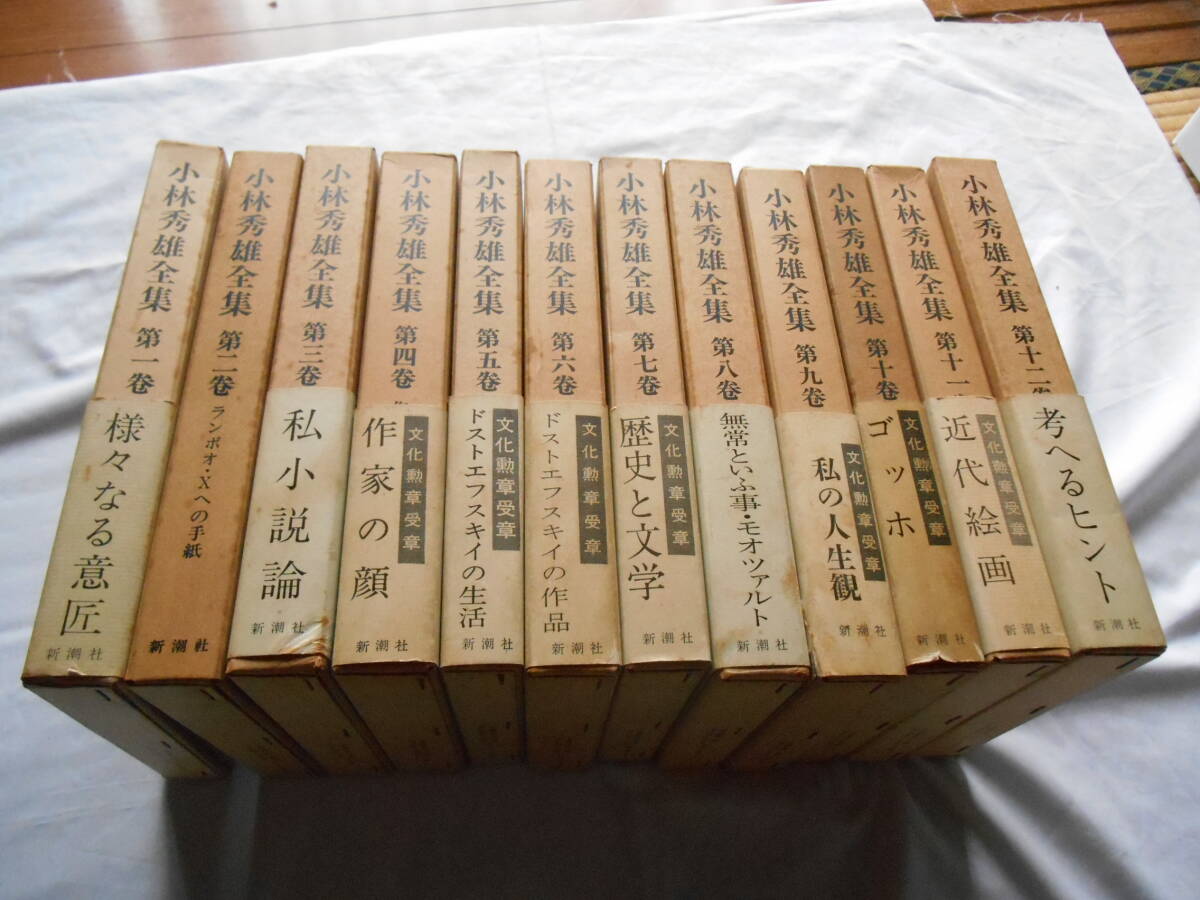 小林秀雄全集 第一巻
様々なる意匠
新潮社
小林秀雄全集 第二巻
ランボオ・Xへの手紙
新潮社
小林秀雄全集 第三巻
私小説論
新潮社
小林秀雄全集 第四巻
文化勲章受章
作家の顔
新潮社
小林秀雄全集 第五巻
文化勲章受章
ドストエフスキイの生活
新潮社
小林秀雄全集 第六巻
文化勲章受章
ドストエフスキイの作品
新潮社
小林秀雄全集 第七巻
文化勲章受章
歴史と文学
新潮社
小林秀雄全集 第八巻
無常といふ事・モオツァルト
新潮社
小林秀雄全集 第九巻
文化勲章受章
私の人生観
新潮社
小林秀雄全集 第十巻
文化勲章受章
ゴッホ
新潮社
小林秀雄全集 第十一
文化勲章受章
近代絵画
新潮社
小林秀雄全集 第十二巻
考へるヒント
新潮社